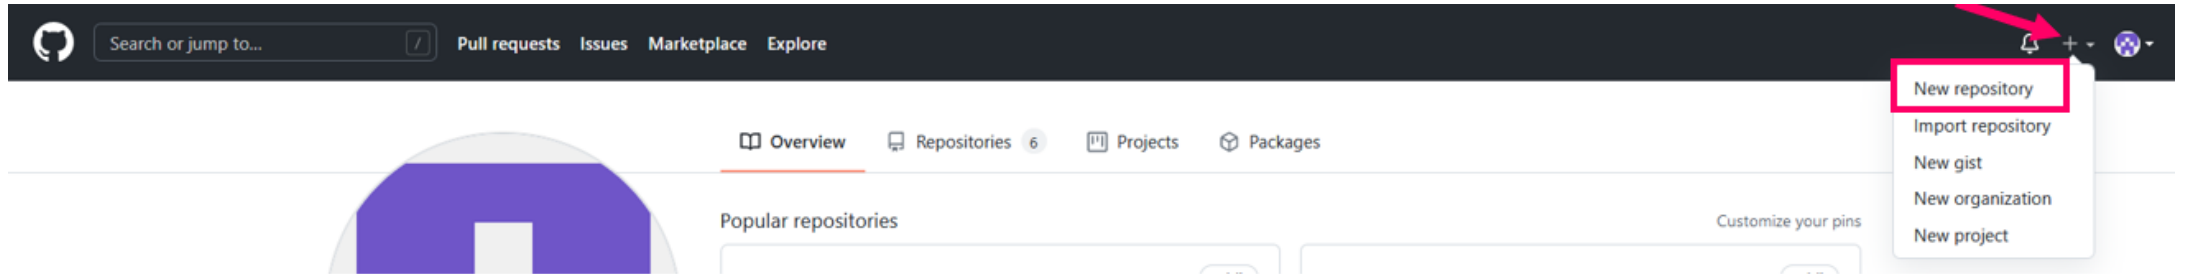 Search or jump to... / Pull requests Issues Marketplace Explore
New repository
Import repository
New gist
New organization
New project
Overview Repositories 6 Projects Packages
Popular repositories Customize your pins